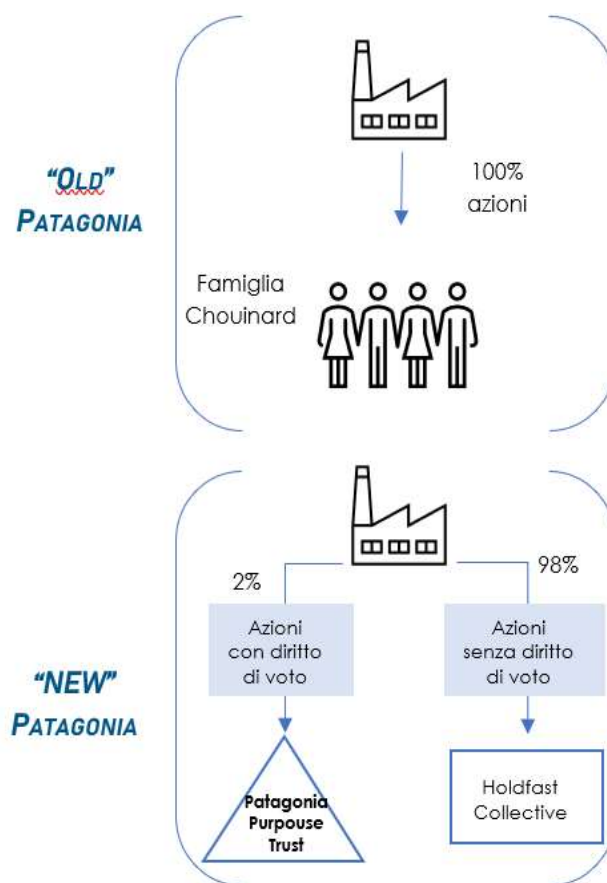 “OLD”
PATAGONIA
100%
azioni
Famiglia
Chouinard
“NEW”
PATAGONIA
2%
98%
Azioni
con diritto
di voto
Azioni
senza diritto
di voto
Patagonia
Purpouse
Trust
Holdfast
Collective